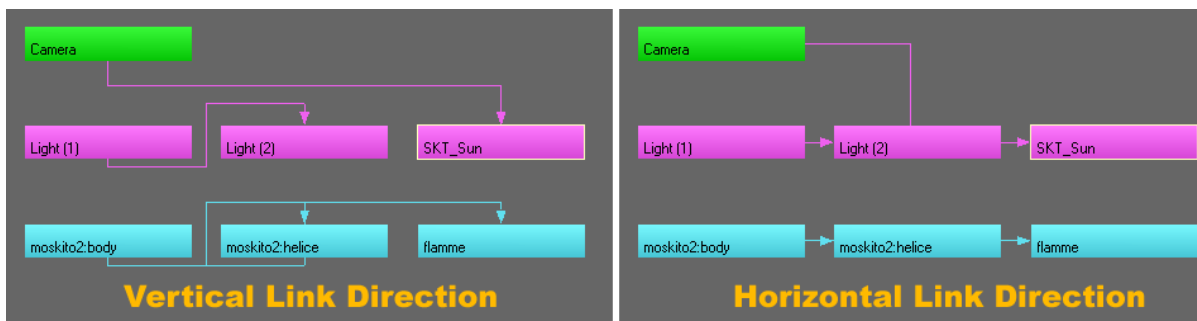 Camera
Light (1)
Light (2)
SKT_Sun
moskito2:body
moskito2:helice
flamme
Vertical Link Direction
Camera
Light (1)
Light (2)
SKT_Sun
moskito2:body
moskito2:helice
flamme
Horizontal Link Direction